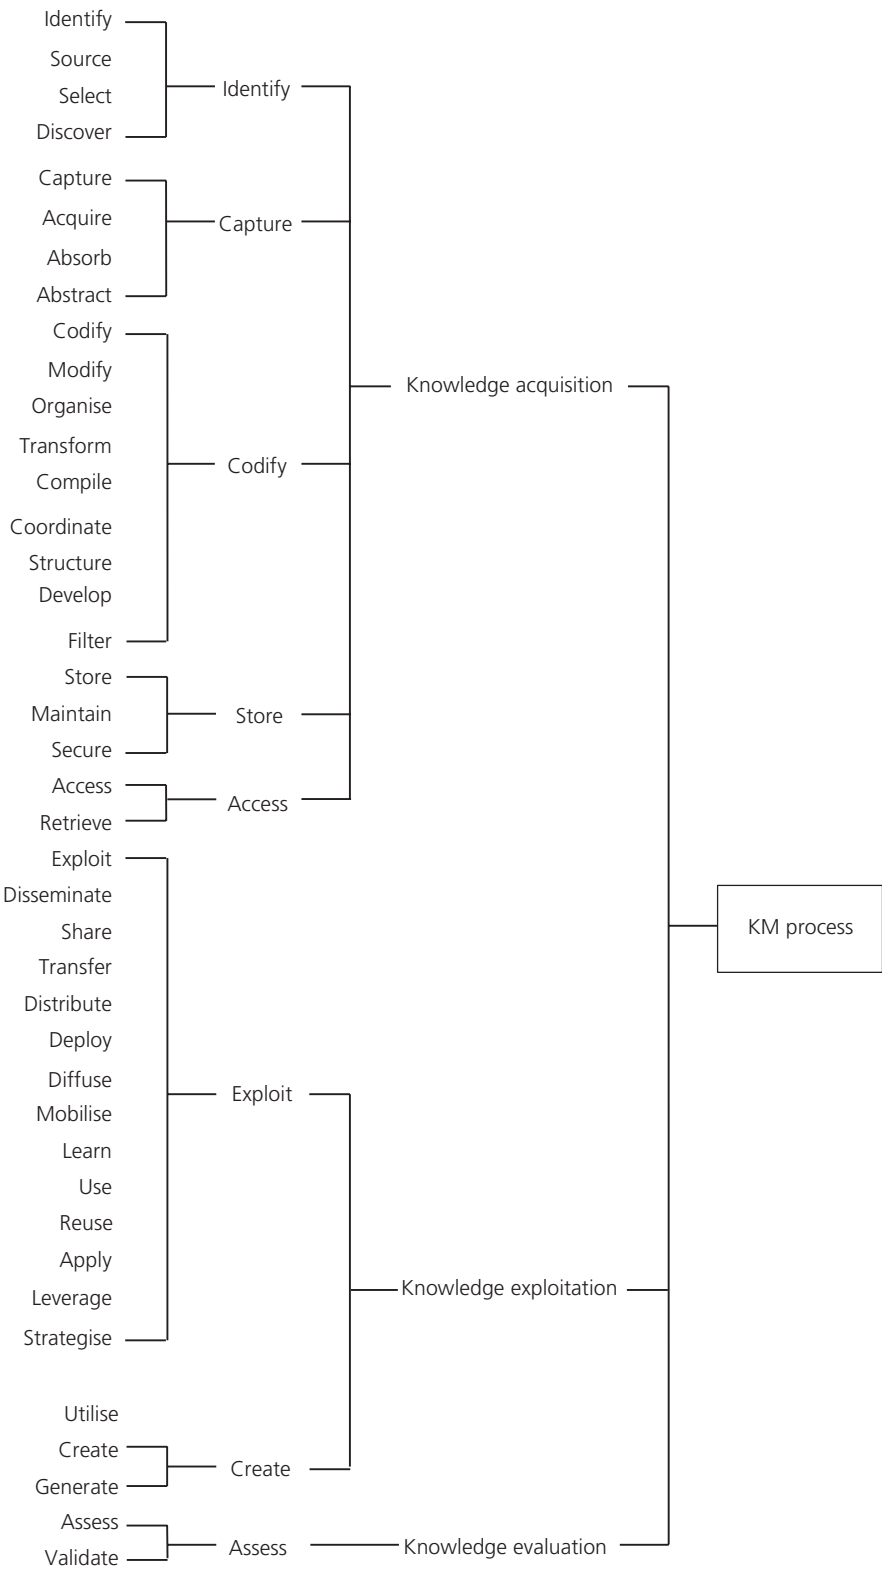 Identify
Source
Select
Discover
Identify
Capture
Acquire
Absorb
Abstract
Capture
Codify
Modify
Organise
Transform
Compile
Coordinate
Structure
Develop
Filter
Codify
Store
Maintain
Secure
Store
Access
Retrieve
Access
Knowledge acquisition
Exploit
Disseminate
Share
Transfer
Distribute
Deploy
Diffuse
Mobilise
Learn
Use
Reuse
Apply
Leverage
Strategise
Exploit
Utilise
Create
Generate
Create
Knowledge exploitation
Assess
Validate
Assess
Knowledge evaluation
KM process